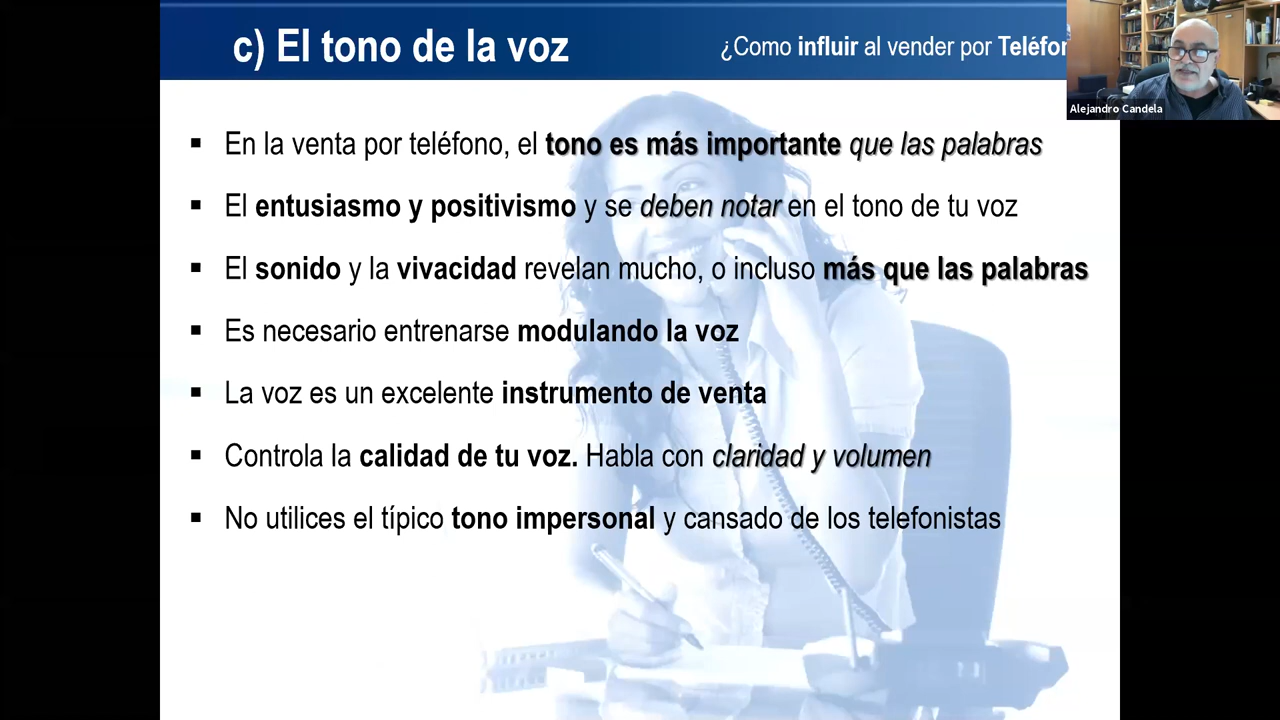 c) El tono de la voz
¿Como influir al vender por Teléfon
Alejandro Candela
▪ En la venta por teléfono, el tono es más importante que las palabras
▪ El entusiasmo y positivismo y se deben notar en el tono de tu voz
▪ El sonido y la vivacidad revelan mucho, o incluso más que las palabras
▪ Es necesario entrenarse modulando la voz
▪ La voz es un excelente instrumento de venta
▪ Controla la calidad de tu voz. Habla con claridad y volumen
▪ No utilices el típico tono impersonal y cansado de los telefonistas